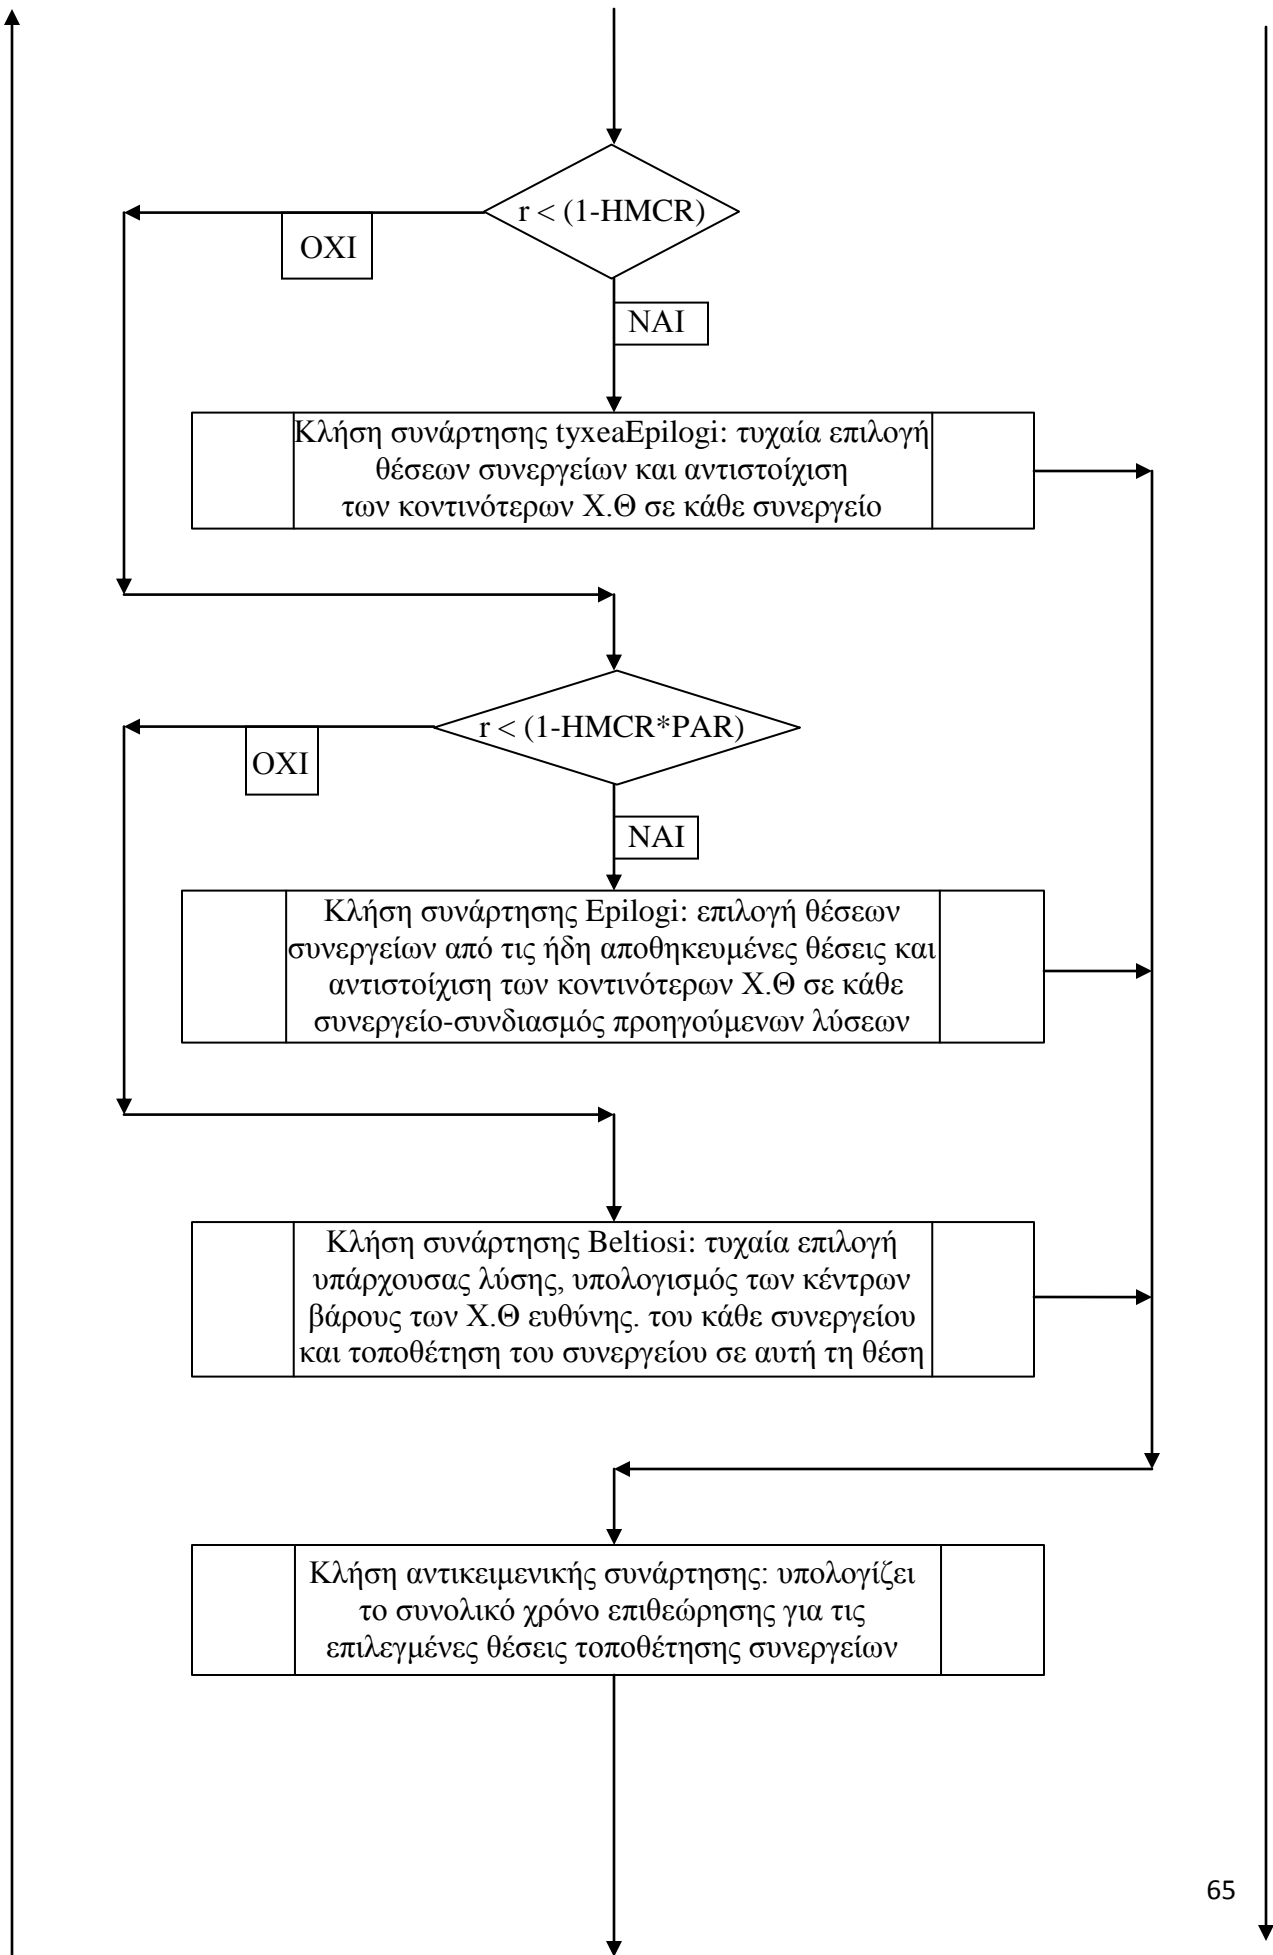 r < (1-HMCR)
ΟΧΙ
ΝΑΙ
Κλήση συνάρτησης tyxeaEpilogi: τυχαία επιλογή
θέσεων συνεργείων και αντιστοίχιση
των κοντινότερων Χ.Θ σε κάθε συνεργείο
r < (1-HMCR*PAR)
ΟΧΙ
ΝΑΙ
Κλήση συνάρτησης Epilogi: επιλογή θέσεων
συνεργείων από τις ήδη αποθηκευμένες θέσεις και
αντιστοίχιση των κοντινότερων Χ.Θ σε κάθε
συνεργείο-συνδιασμός προηγούμενων λύσεων
Κλήση συνάρτησης Beltiosi: τυχαία επιλογή
υπάρχουσας λύσης, υπολογισμός των κέντρων
βάρους των Χ.Θ ευθύνης. του κάθε συνεργείου
και τοποθέτηση του συνεργείου σε αυτή τη θέση
Κλήση αντικειμενικής συνάρτησης: υπολογίζει
το συνολικό χρόνο επιθεώρησης για τις
επιλεγμένες θέσεις τοποθέτησης συνεργείων
65